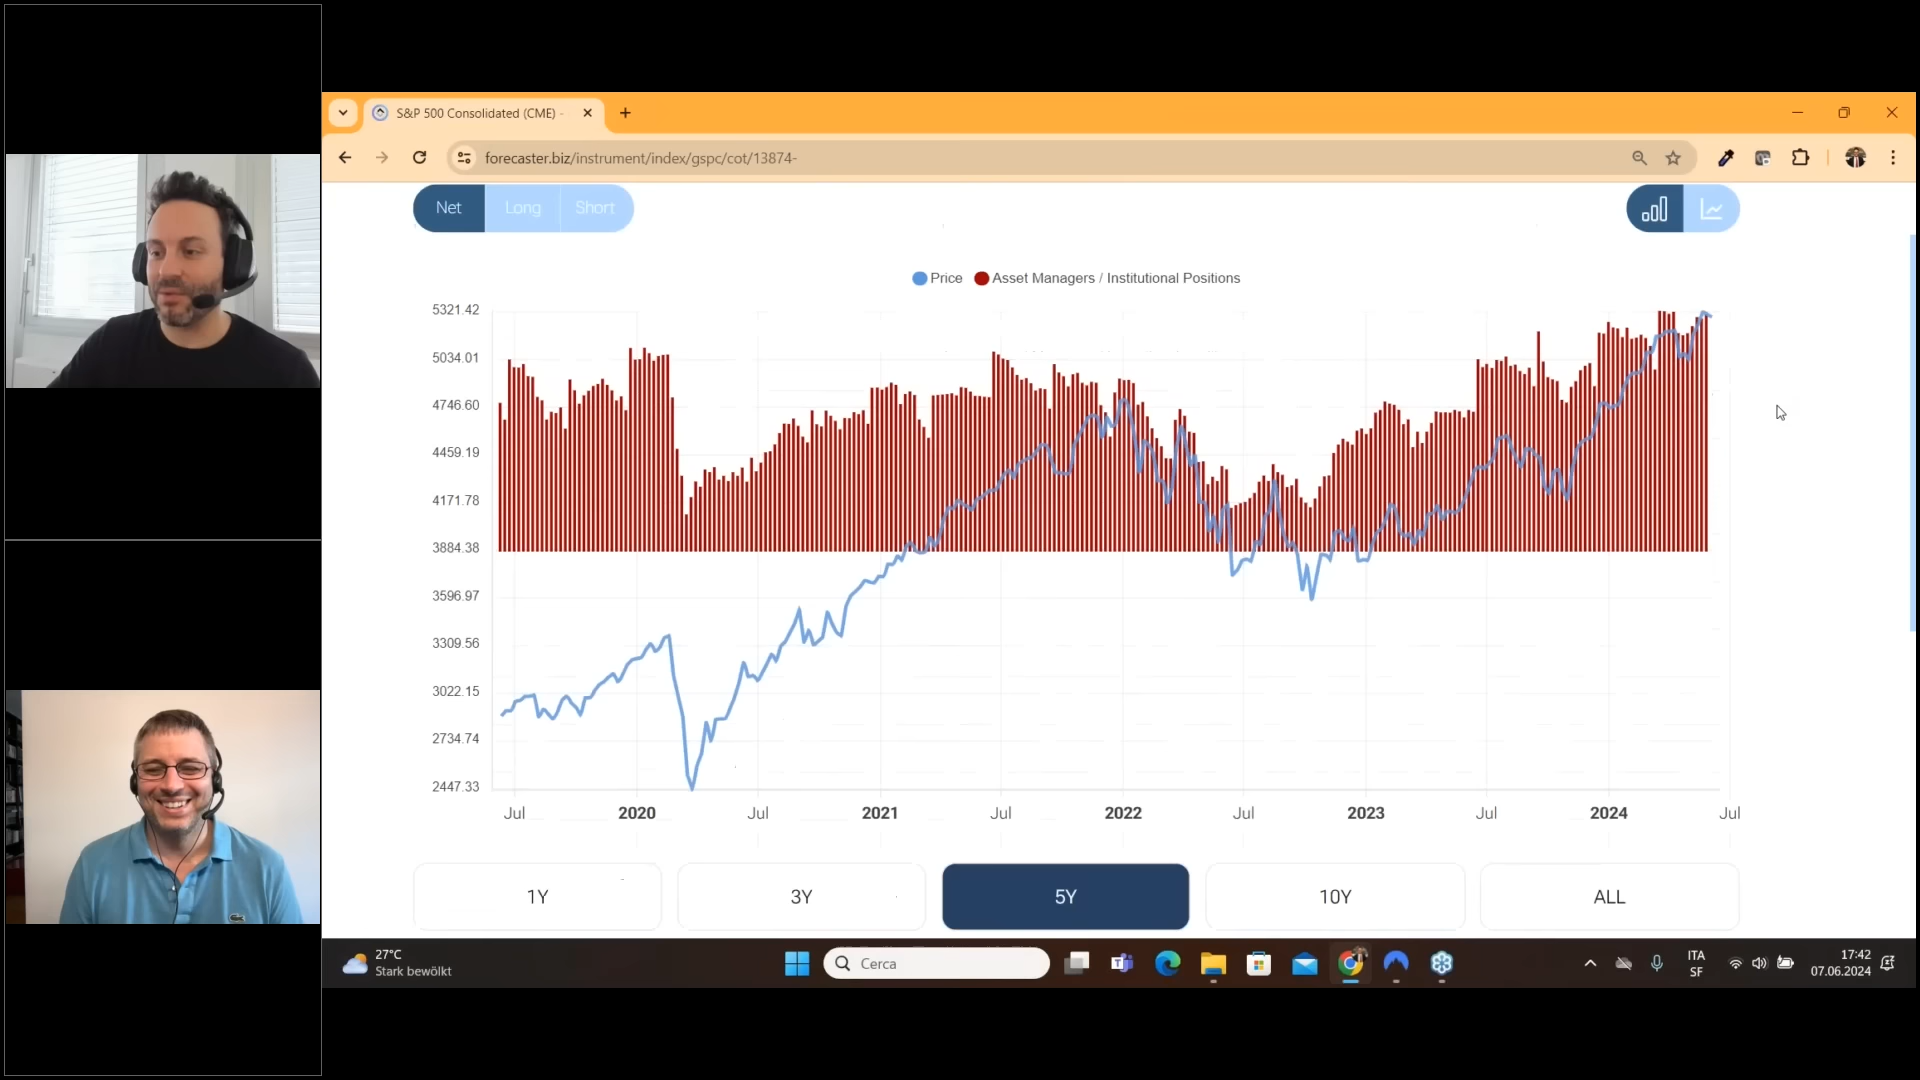 S&P 500 Consolidated (CME) -
forecaster.biz/instrument/index/gspc/cot/13874-
Net
Long
Short
Price
Asset Managers / Institutional Positions
5321.42
5034.01
4746.60
4459.19
4171.78
3884.38
3596.97
3309.56
3022.15
2734.74
2447.33
Jul
2020
Jul
2021
Jul
2022
Jul
2023
Jul
2024
Jul
1Y
3Y
5Y
10Y
ALL
27°C
Stark bewölkt
Cerca
ITA
SF
17:42
07.06.2024